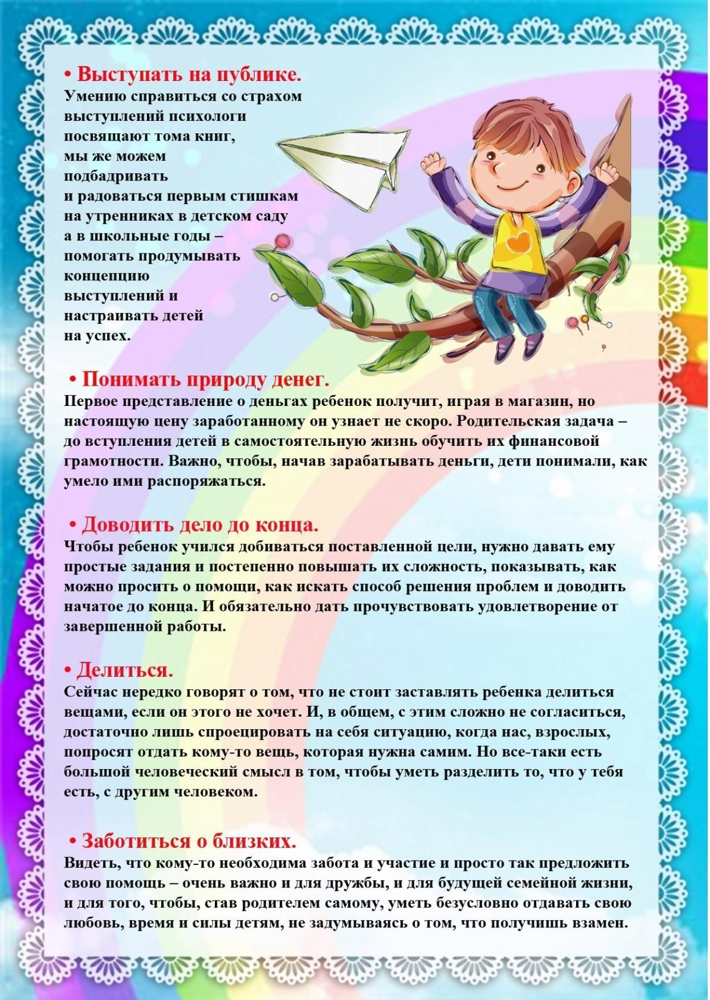 • Выступать на публике.
Умению справиться со страхом
выступлений психологи
посвящают тома книг,
мы же можем
подбадривать
и радоваться первым стишкам
на утренниках в детском саду
а в школьные годы –
помогать продумывать
концепцию
выступлений и
настраивать детей
на успех.
• Понимать природу денег.
Первое представление о деньгах ребенок получит, играя в магазин, но
настоящую цену заработанному он узнает не скоро. Родительская задача –
до вступления детей в самостоятельную жизнь обучить их финансовой
грамотности. Важно, чтобы, начав зарабатывать деньги, дети понимали, как
умело ими распоряжаться.
• Доводить дело до конца.
Чтобы ребенок учился добиваться поставленной цели, нужно давать ему
простые задания и постепенно повышать их сложность, показывать, как
можно просить о помощи, как искать способ решения проблем и доводить
начатое до конца. И обязательно дать прочувствовать удовлетворение от
завершенной работы.
• Делиться.
Сейчас нередко говорят о том, что не стоит заставлять ребенка делиться
вещами, если он этого не хочет. И, в общем, с этим сложно не согласиться,
достаточно лишь спроецировать на себя ситуацию, когда нас, взрослых,
попросят отдать кому-то вещь, которая нужна самим. Но все-таки есть
большой человеческий смысл в том, чтобы уметь разделить то, что у тебя
есть, с другим человеком.
• Заботиться о близких.
Видеть, что кому-то необходима забота и участие и просто так предложить
свою помощь – очень важно и для дружбы, и для будущей семейной жизни,
и для того, чтобы, став родителем самому, уметь безусловно отдавать свою
любовь, время и силы детям, не задумываясь о том, что получишь взамен.